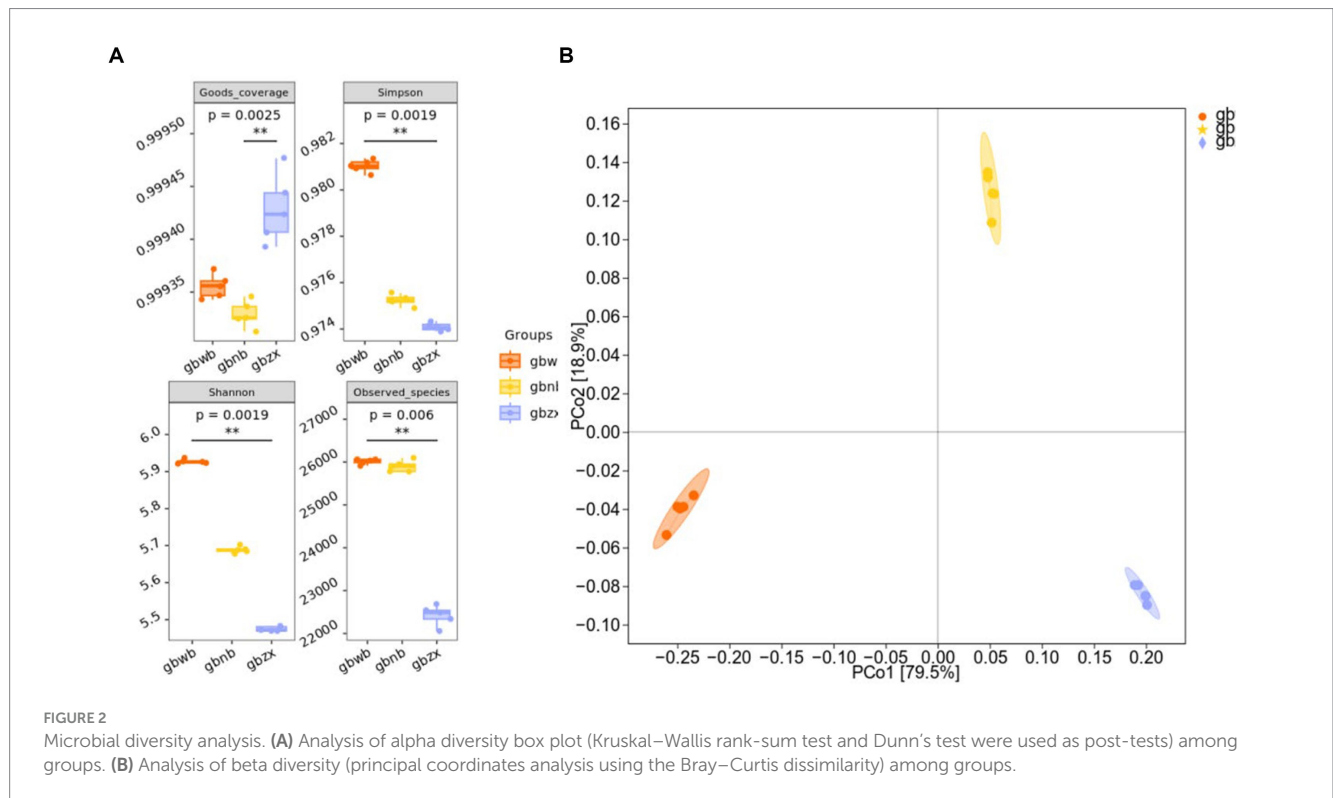 A
B
Goods_coverage
p = 0.0025
**
0.99950
0.99945
0.99940
0.99935
gbwb
gbnb
gbzx
Simpson
p = 0.0019
**
0.982
0.980
0.978
0.976
0.974
gbwb
gbnb
gbzx
Shannon
p = 0.0019
**
6.0
5.9
5.8
5.7
5.6
5.5
gbwb
gbnb
gbzx
Observed_species
p = 0.006
**
27000
26000
25000
24000
23000
22000
gbwb
gbnb
gbzx
Groups
gbw
gbnl
gbzx
0.16
0.14
0.12
0.10
0.08
0.06
0.04
0.02
0.00
−0.02
−0.04
−0.06
−0.08
−0.10
PCo2 [18.9%]
−0.25 −0.20 −0.15 −0.10 −0.05 0.00 0.05 0.10 0.15 0.20
PCo1 [79.5%]
gb
gb
gb
FIGURE 2
Microbial diversity analysis. (A) Analysis of alpha diversity box plot (Kruskal–Wallis rank-sum test and Dunn's test were used as post-tests) among
groups. (B) Analysis of beta diversity (principal coordinates analysis using the Bray–Curtis dissimilarity) among groups.